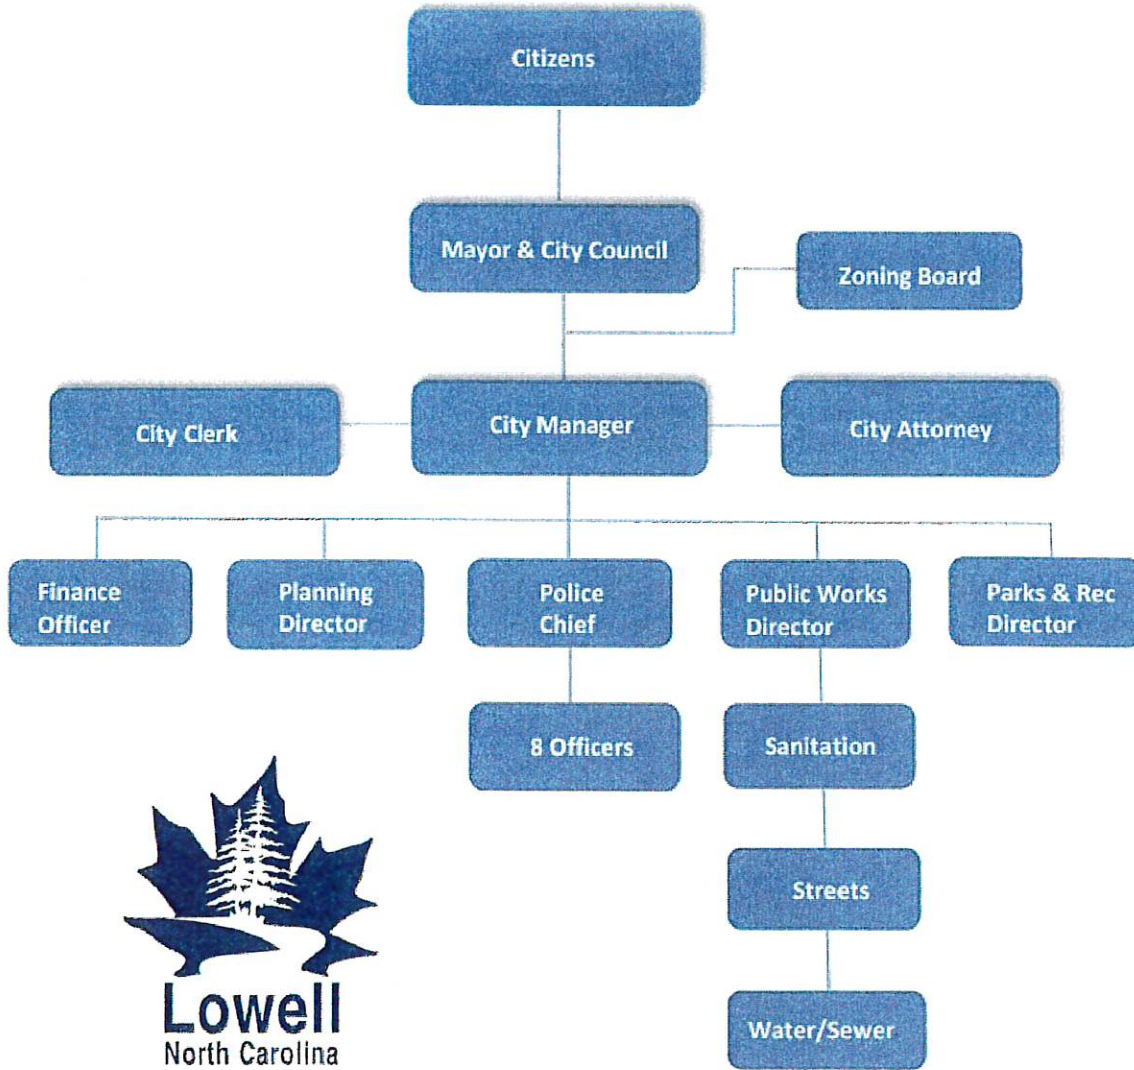 Citizens
Mayor & City Council
Zoning Board
City Clerk
City Manager
City Attorney
Finance
Officer
Planning
Director
Police
Chief
Public Works
Director
Parks & Rec
Director
8 Officers
Sanitation
Streets
Water/Sewer
Lowell
North Carolina